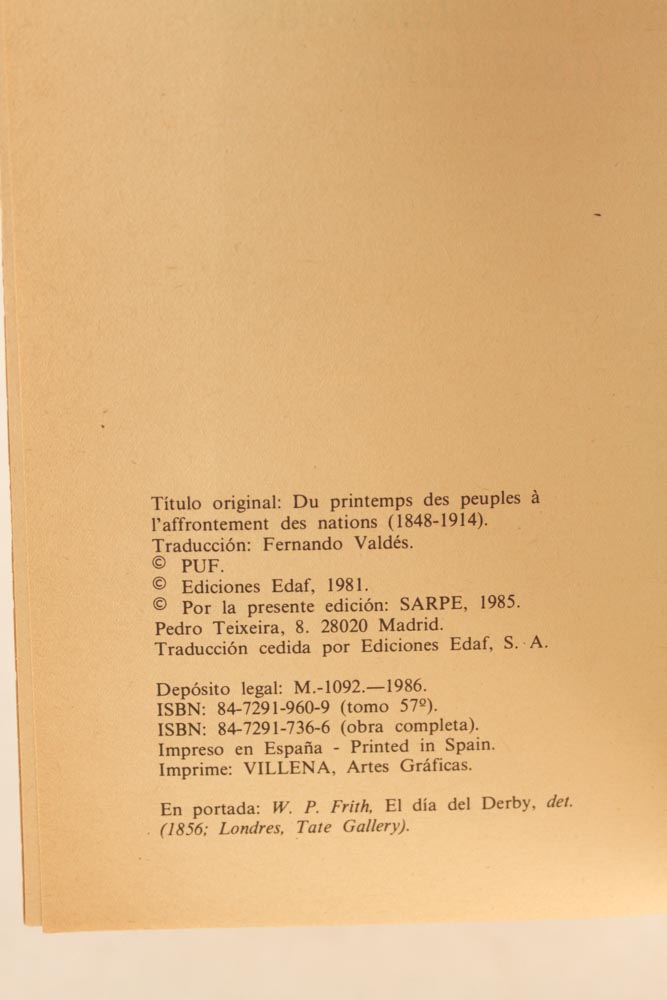 Título original: Du printemps des peuples à
l'affrontement des nations (1848-1914).
Traducción: Fernando Valdés.
© PUF.
© Ediciones Edaf, 1981.
© Por la presente edición: SARPE, 1985.
Pedro Teixeira, 8. 28020 Madrid.
Traducción cedida por Ediciones Edaf, S. A.
Depósito legal: M.-1092.—1986.
ISBN: 84-7291-960-9 (tomo 57º).
ISBN: 84-7291-736-6 (obra completa).
Impreso en España - Printed in Spain.
Imprime: VILLENA, Artes Gráficas.
En portada: W. P. Frith, El día del Derby, det.
(1856; Londres, Tate Gallery).